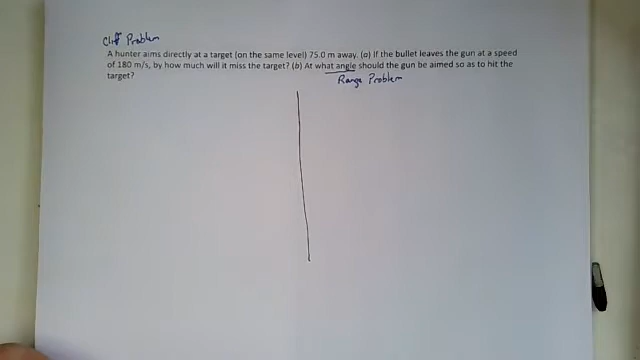 Cliff Problem
A hunter aims directly at a target (on the same level) 75.0 m away. (a) If the bullet leaves the gun at a speed
of 180 m/s, by how much will it miss the target? (b) At what angle should the gun be aimed so as to hit the
target?
Range Problem